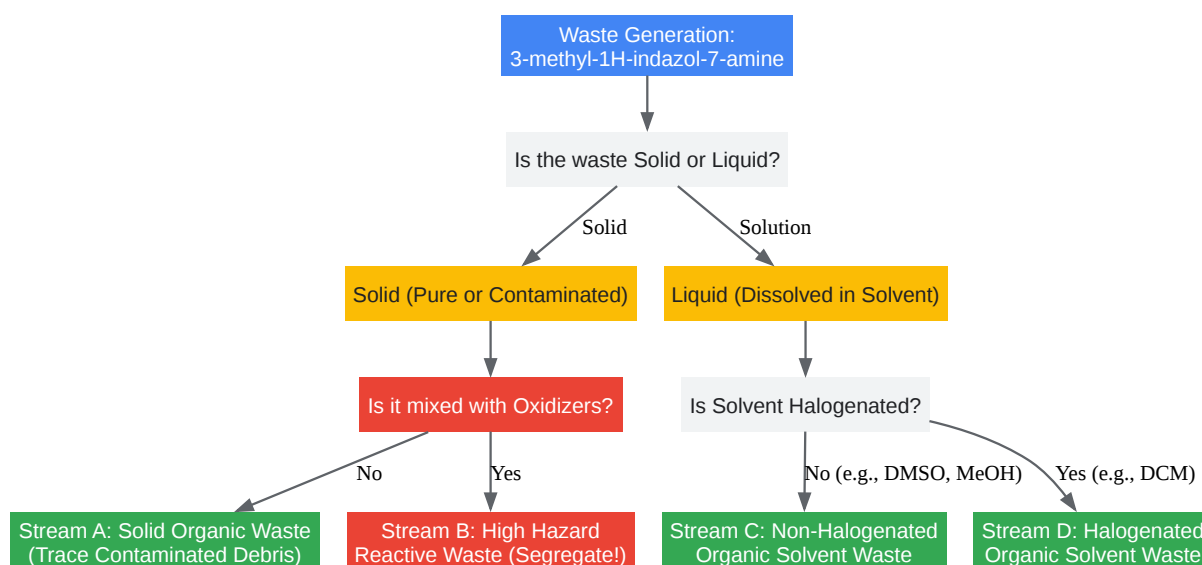 Waste Generation:
3-methyl-1H-indazol-7-amine
Is the waste Solid or Liquid?
Solid
Solution
Solid (Pure or Contaminated)
Liquid (Dissolved in Solvent)
Is it mixed with Oxidizers?
Is Solvent Halogenated?
No
Yes
No (e.g., DMSO, MeOH)
Yes (e.g., DCM)
Stream A: Solid Organic Waste
(Trace Contaminated Debris)
Stream B: High Hazard
Reactive Waste (Segregate!)
Stream C: Non-Halogenated
Organic Solvent Waste
Stream D: Halogenated
Organic Solvent Waste